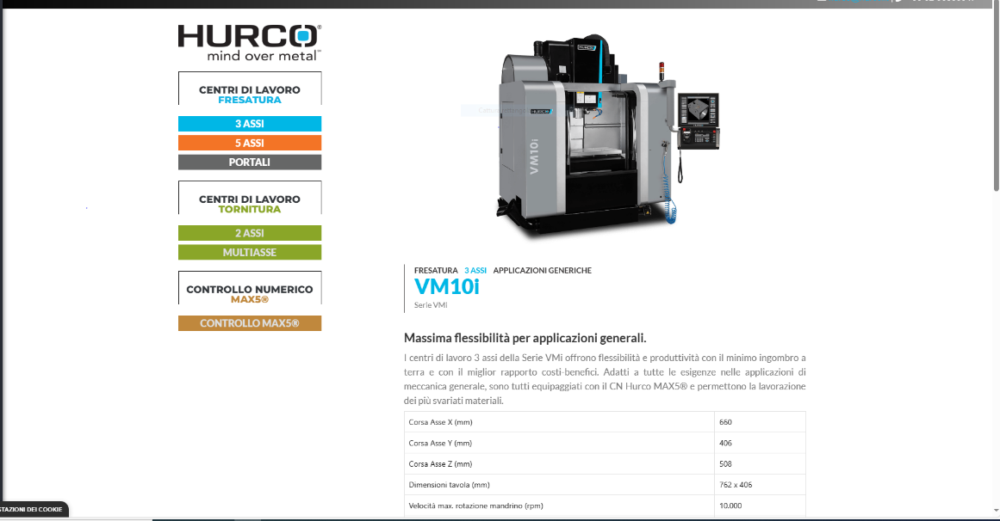 HURCO®
mind over metal
CENTRI DI LAVORO
FRESATURA
3 ASSI
5 ASSI
PORTALI
CENTRI DI LAVORO
TORNITURA
2 ASSI
MULTIASSE
CONTROLLO NUMERICO
MAX5®
CONTROLLO MAX5®
HURCO
VM10i
FRESATURA 3 ASSI APPLICAZIONI GENERICHE
VM10i
Serie VMi
Massima flessibilità per applicazioni generali.
I centri di lavoro 3 assi della Serie VMi offrono flessibilità e produttività con il minimo ingombro a
terra e con il miglior rapporto costi-benefici. Adatti a tutte le esigenze nelle applicazioni di
meccanica generale, sono tutti equipaggiati con il CN Hurco MAX5® e permettono la lavorazione
dei più svariati materiali.
Corsa Asse X (mm) 660
Corsa Asse Y (mm) 406
Corsa Asse Z (mm) 508
Dimensioni tavola (mm) 762 x 406
Velocità max. rotazione mandrino (rpm) 10.000
STAZIONI DEI COOKIE